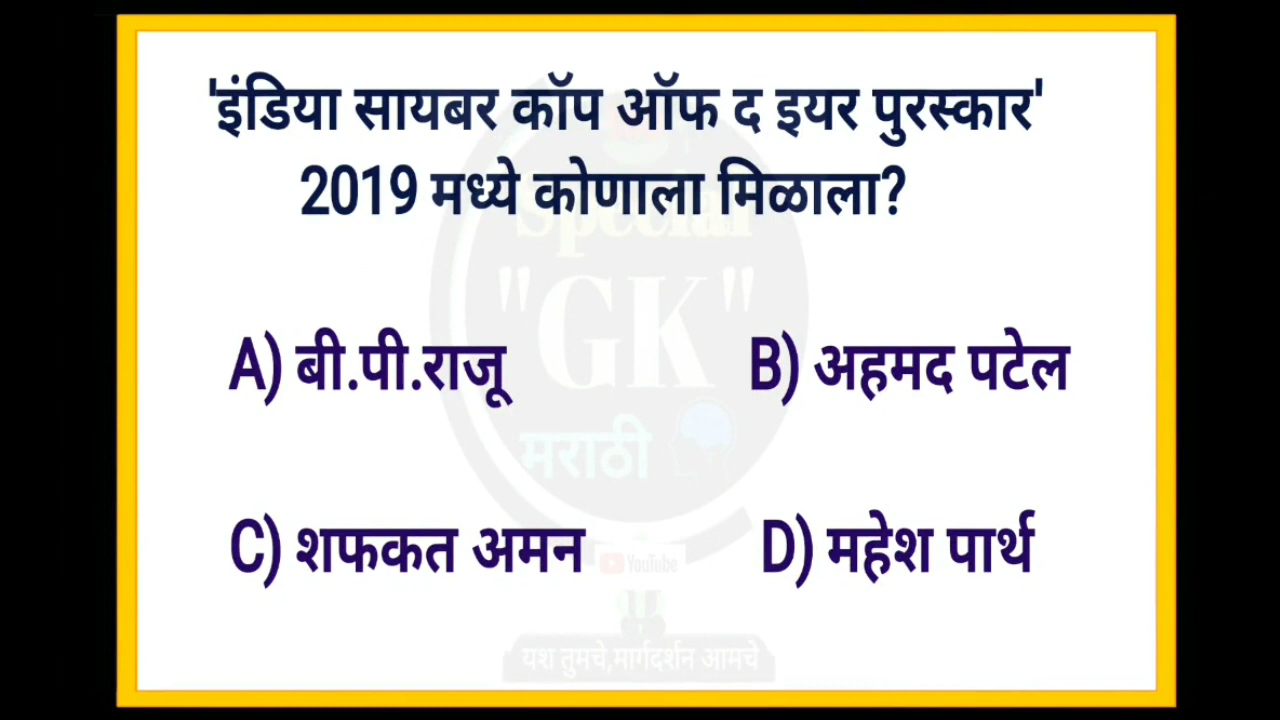 'इंडिया सायबर कॉप ऑफ द इयर पुरस्कार'
2019 मध्ये कोणाला मिळाला?
Special
"GK"
मराठी
A) बी.पी.राजू
B) अहमद पटेल
C) शफकत अमन
D) महेश पार्थ
YouTube
यश तुमचे,मार्गदर्शन आमचे